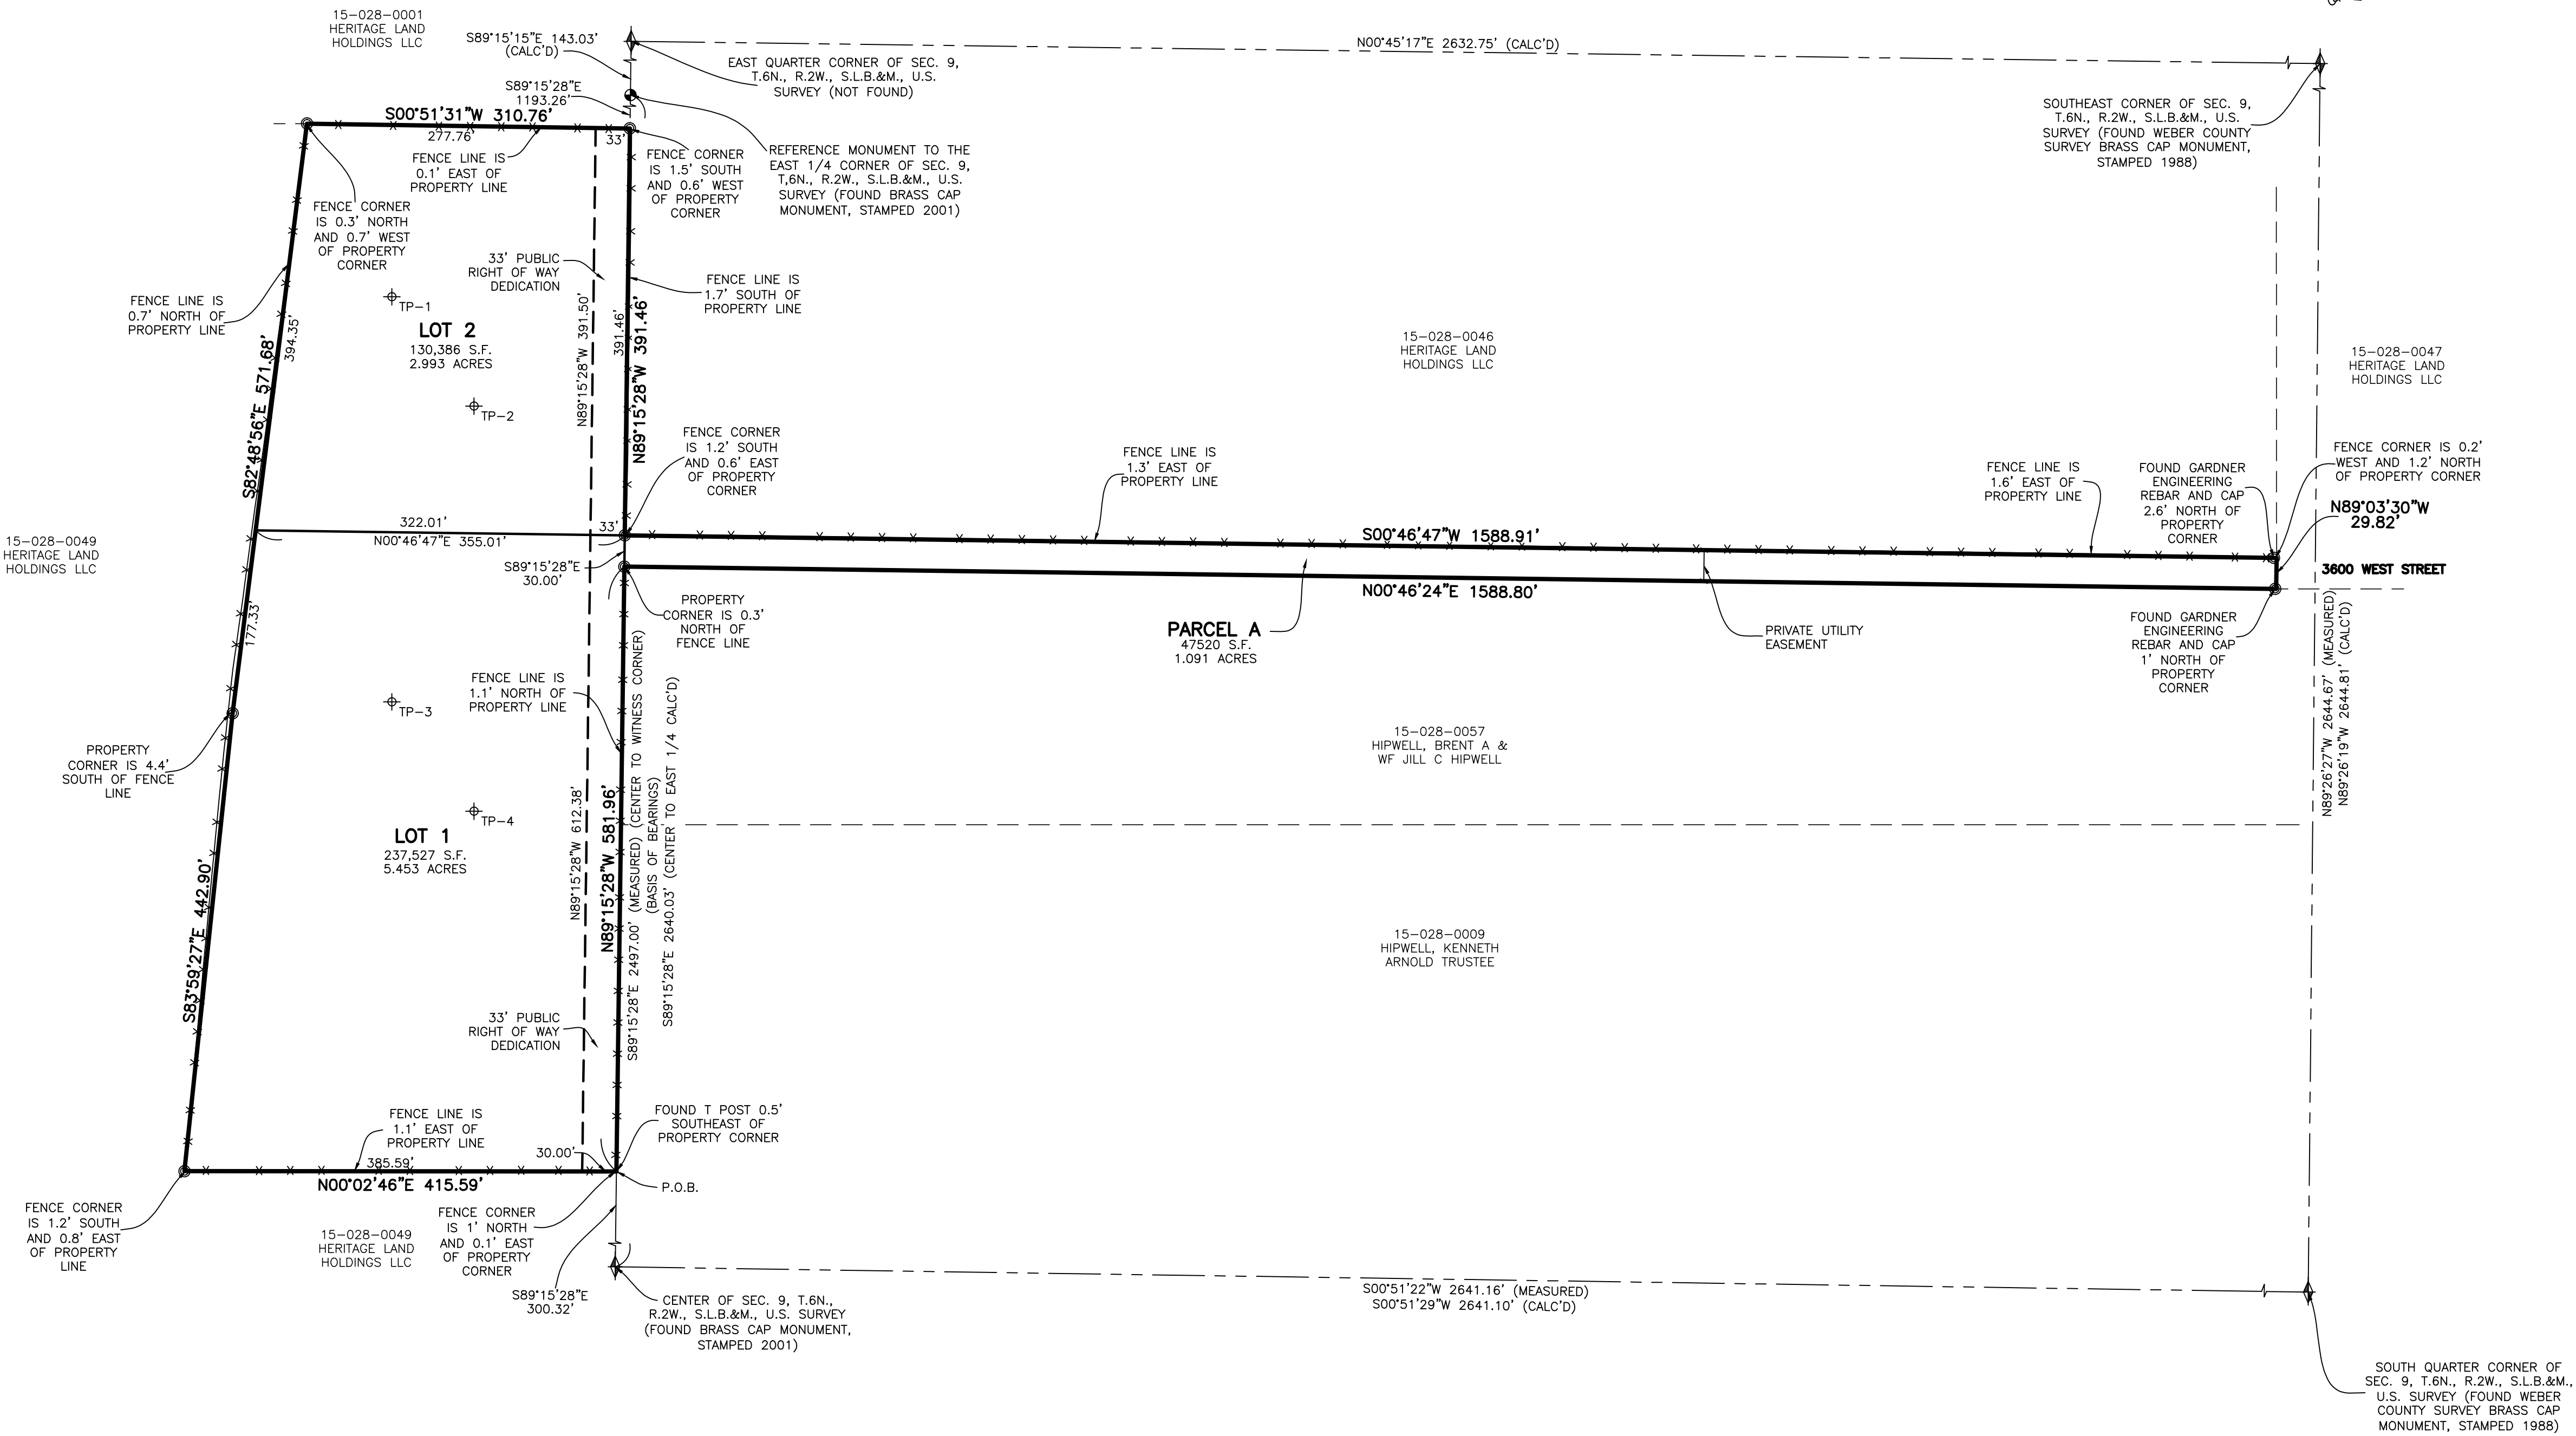 15-028-0001
HERITAGE LAND
HOLDINGS LLC
S89°15'15"E 143.03'
(CALC'D)
N00°45'17"E 2632.75' (CALC'D)
EAST QUARTER CORNER OF SEC. 9,
T.6N., R.2W., S.L.B.&M., U.S.
SURVEY (NOT FOUND)
S89°15'28"E
1193.26'
SOUTHEAST CORNER OF SEC. 9,
T.6N., R.2W., S.L.B.&M., U.S.
SURVEY (FOUND WEBER COUNTY
SURVEY BRASS CAP MONUMENT,
STAMPED 1988)
S00°51'31"W 310.76'
277.76'
33'
FENCE LINE IS
0.1' EAST OF
PROPERTY LINE
FENCE CORNER
IS 1.5' SOUTH
AND 0.6' WEST
OF PROPERTY
CORNER
REFERENCE MONUMENT TO THE
EAST 1/4 CORNER OF SEC. 9,
T,6N., R.2W., S.L.B.&M., U.S.
SURVEY (FOUND BRASS CAP
MONUMENT, STAMPED 2001)
FENCE CORNER
IS 0.3' NORTH
AND 0.7' WEST
OF PROPERTY
CORNER
33' PUBLIC
RIGHT OF WAY
DEDICATION
FENCE LINE IS
1.7' SOUTH OF
PROPERTY LINE
FENCE LINE IS
0.7' NORTH OF
PROPERTY LINE
TP-1
LOT 2
130,386 S.F.
2.993 ACRES
394.35'
S82°48'56"E 571.68'
N89°15'28"W 391.50'
391.46'
N89°15'28"W 391.46'
TP-2
15-028-0046
HERITAGE LAND
HOLDINGS LLC
15-028-0047
HERITAGE LAND
HOLDINGS LLC
FENCE CORNER
IS 1.2' SOUTH
AND 0.6' EAST
OF PROPERTY
CORNER
FENCE LINE IS
1.3' EAST OF
PROPERTY LINE
FENCE LINE IS
1.6' EAST OF
PROPERTY LINE
FOUND GARDNER
ENGINEERING
REBAR AND CAP
2.6' NORTH OF
PROPERTY
CORNER
FENCE CORNER IS 0.2'
WEST AND 1.2' NORTH
OF PROPERTY CORNER
N89°03'30"W
29.82'
15-028-0049
HERITAGE LAND
HOLDINGS LLC
322.01'
33'
N00°46'47"E 355.01'
S00°46'47"W 1588.91'
S89°15'28"E
30.00'
N00°46'24"E 1588.80'
3600 WEST STREET
PROPERTY
CORNER IS 0.3'
NORTH OF
FENCE LINE
PARCEL A
47520 S.F.
1.091 ACRES
PRIVATE UTILITY
EASEMENT
FOUND GARDNER
ENGINEERING
REBAR AND CAP
1' NORTH OF
PROPERTY
CORNER
N89°26'27"W 2644.67' (MEASURED)
N89°26'19"W 2644.81' (CALC'D)
177.33'
FENCE LINE IS
1.1' NORTH OF
PROPERTY LINE
TP-3
PROPERTY
CORNER IS 4.4'
SOUTH OF FENCE
LINE
15-028-0057
HIPWELL, BRENT A &
WF JILL C HIPWELL
TP-4
LOT 1
237,527 S.F.
5.453 ACRES
S83°59'27"E 442.90'
N89°15'28"W 612.38'
N89°15'28"W 581.96'
S89°15'28"E 2497.00' (MEASURED) (CENTER TO WITNESS CORNER)
(BASIS OF BEARINGS)
S89°15'28"E 2640.03' (CENTER TO EAST 1/4 CALC'D)
15-028-0009
HIPWELL, KENNETH
ARNOLD TRUSTEE
33' PUBLIC
RIGHT OF WAY
DEDICATION
FENCE LINE IS
1.1' EAST OF
PROPERTY LINE
FOUND T POST 0.5'
SOUTHEAST OF
PROPERTY CORNER
385.59'
30.00'
N00°02'46"E 415.59'
P.O.B.
FENCE CORNER
IS 1.2' SOUTH
AND 0.8' EAST
OF PROPERTY
LINE
15-028-0049
HERITAGE LAND
HOLDINGS LLC
FENCE CORNER
IS 1' NORTH
AND 0.1' EAST
OF PROPERTY
CORNER
S89°15'28"E
300.32'
CENTER OF SEC. 9, T.6N.,
R.2W., S.L.B.&M., U.S. SURVEY
(FOUND BRASS CAP MONUMENT,
STAMPED 2001)
S00°51'22"W 2641.16' (MEASURED)
S00°51'29"W 2641.10' (CALC'D)
SOUTH QUARTER CORNER OF
SEC. 9, T.6N., R.2W., S.L.B.&M.,
U.S. SURVEY (FOUND WEBER
COUNTY SURVEY BRASS CAP
MONUMENT, STAMPED 1988)